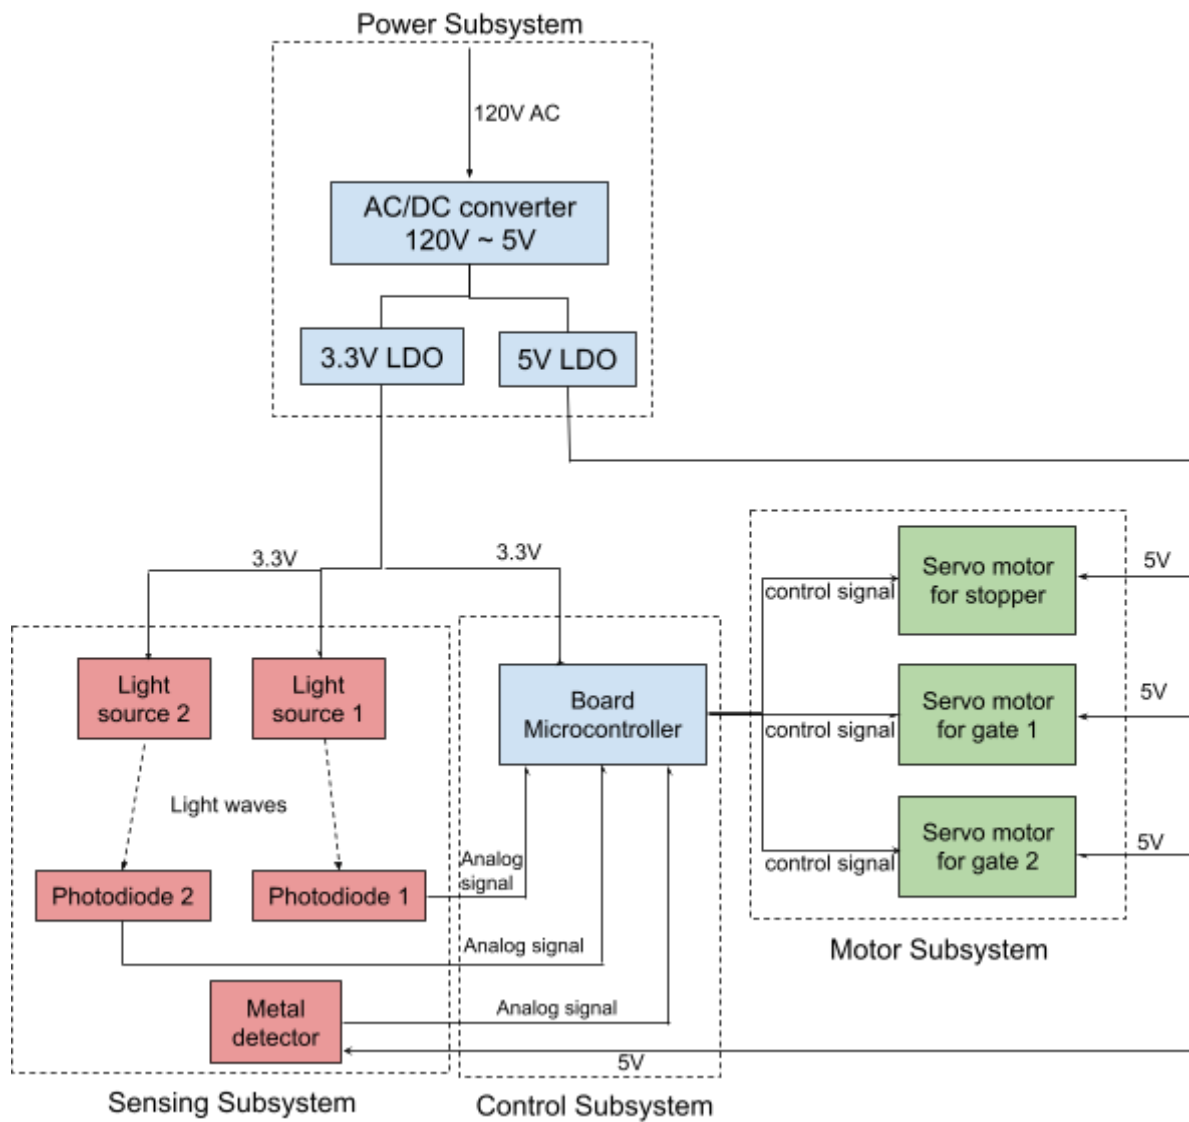 Power Subsystem
120V AC
AC/DC converter
120V ~ 5V
3.3V LDO
5V LDO
3.3V
3.3V
Servo motor
for stopper
5V
control signal
Light
source 2
Light
source 1
Board
Microcontroller
Servo motor
for gate 1
5V
control signal
Light waves
Servo motor
for gate 2
5V
control signal
Analog
signal
Photodiode 2
Photodiode 1
Analog signal
Motor Subsystem
Metal
detector
Analog signal
5V
Sensing Subsystem
Control Subsystem